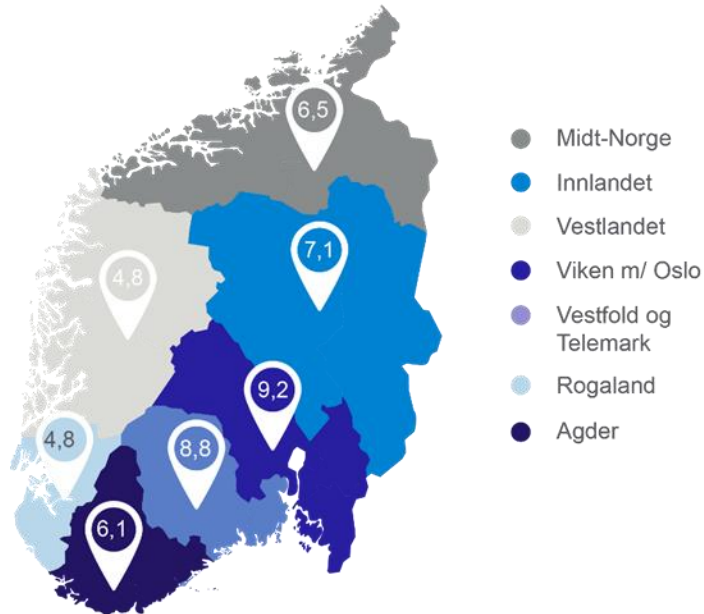 6,5
7,1
4,8
9,2
4,8
8,8
6,1
Midt-Norge
Innlandet
Vestlandet
Viken m/ Oslo
Vestfold og
Telemark
Rogaland
Agder